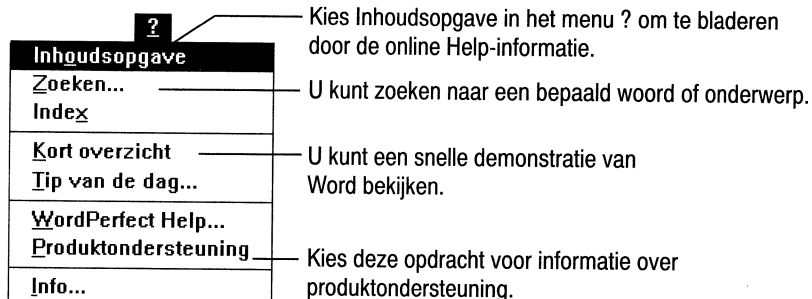 ?
Inhoudsopgave
Zoeken...
Index
Kort overzicht
Tip van de dag...
WordPerfect Help...
Produktondersteuning
Info...
Kies Inhoudsopgave in het menu ? om te bladeren
door de online Help-informatie.
U kunt zoeken naar een bepaald woord of onderwerp.
U kunt een snelle demonstratie van
Word bekijken.
Kies deze opdracht voor informatie over
produktondersteuning.